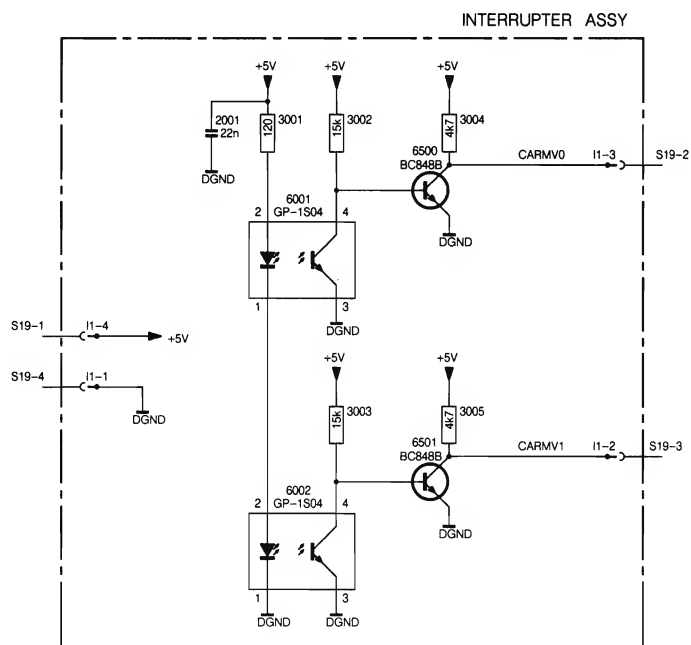 INTERRUPTER ASSY
+5V
+5V
+5V
2001
22n
120
3001
15k
3002
4k7
3004
DGND
6500
BC848B
CARMV0
I1-3
S19-2
6001
GP-1S04
2
4
DGND
1
3
DGND
S19-1
I1-4
+5V
S19-4
I1-1
DGND
+5V
+5V
15k
3003
4k7
3005
6501
BC848B
CARMV1
I1-2
S19-3
6002
GP-1S04
2
4
DGND
1
3
DGND
DGND